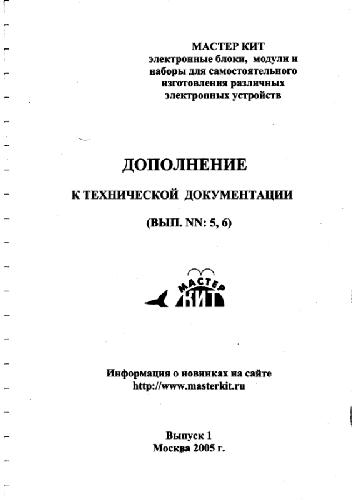 МАСТЕР КИТ
электронные блоки, модули и
наборы для самостоятельного
изготовления различных
электронных устройств
ДОПОЛНЕНИЕ
К ТЕХНИЧЕСКОЙ ДОКУМЕНТАЦИИ
(ВЫП. NN: 5, 6)
МАСТЕР
КИТ
Информация о новинках на сайте
http://www.masterkit.ru
Выпуск 1
Москва 2005 г.